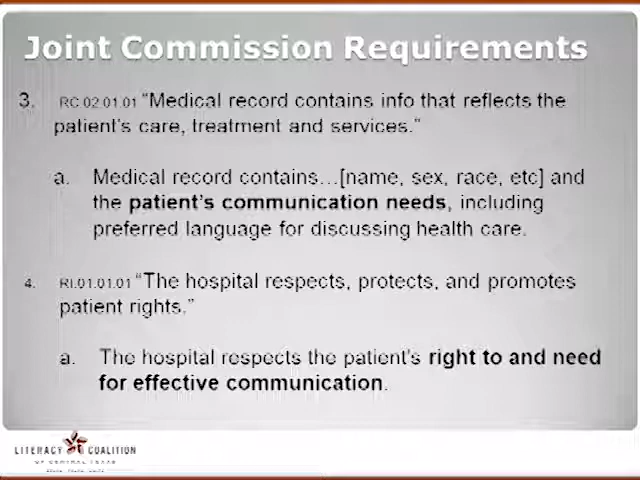 Joint Commission Requirements
3. RC.02.01.01 “Medical record contains info that reflects the
patient’s care, treatment and services.”
a. Medical record contains…[name, sex, race, etc] and
the patient’s communication needs, including
preferred language for discussing health care.
4. RI.01.01.01 “The hospital respects, protects, and promotes
patient rights.”
a. The hospital respects the patient’s right to and need
for effective communication.
LITERACY COALITION
OF CENTRAL TEXAS